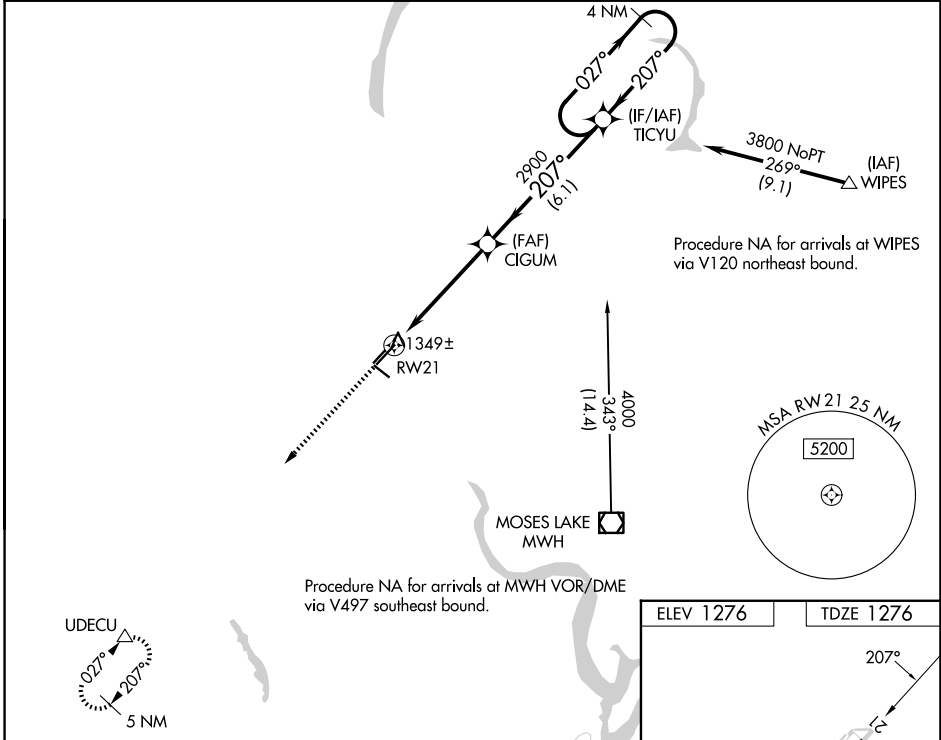 4 NM
027°
207°
(IF/IAF)
TICYU
2900
207°
(6.1)
3800 NoPT
269°
(9.1)
(IAF)
WIPES
(FAF)
CIGUM
Procedure NA for arrivals at WIPES
via V120 northeast bound.
1349±
RW21
4000
343°
(14.4)
MSA RW21 25 NM
5200
MOSES LAKE
MWH
Procedure NA for arrivals at MWH VOR/DME
via V497 southeast bound.
UDECU
027°
207°
5 NM
ELEV 1276
TDZE 1276
207°
21